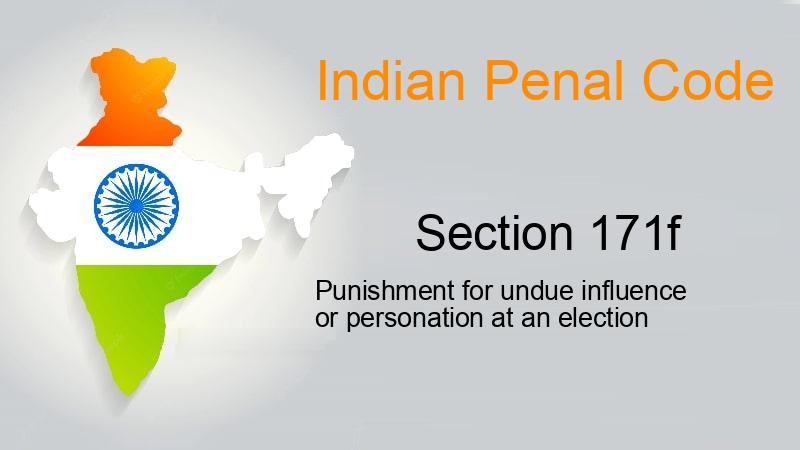 Indian Penal Code
Section 171f
Punishment for undue influence
or personation at an election